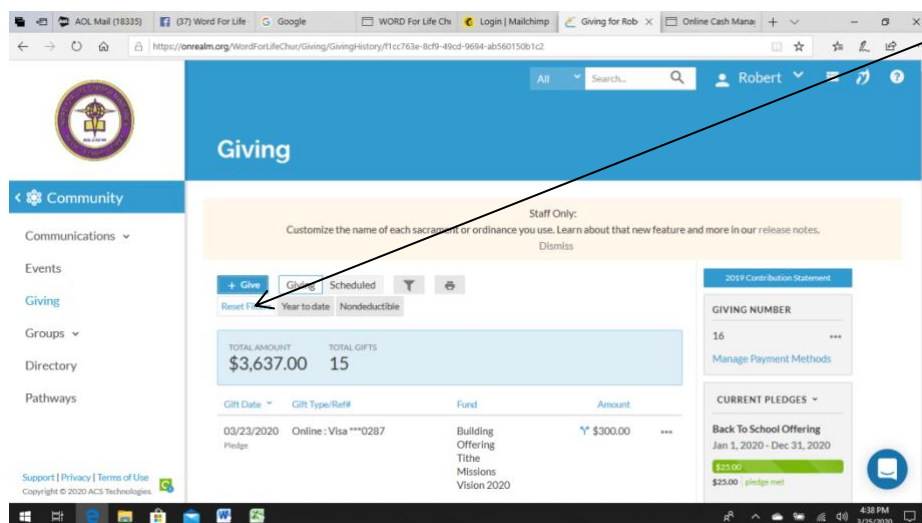 AOL Mail (18335)
(37) Word For Life
Google
WORD For Life Chu
Login | Mailchimp
Giving for Rob
Online Cash Mana
https://onrealm.org/WordForLifeChur/Giving/GivingHistory/f1cc763e-8cf9-49cd-9694-ab560150b1c2
All
Search...
Robert
Giving
Community
Communications
Events
Giving
Groups
Directory
Pathways
Support | Privacy | Terms of Use
Copyright © 2020 ACS Technologies
Staff Only:
Customize the name of each sacrament or ordinance you use. Learn about that new feature and more in our release notes.
Dismiss
+ Give
Giving
Scheduled
Reset
Year to date
Nondeductible
TOTAL AMOUNT
TOTAL GIFTS
$3,637.00
15
Gift Date
Gift Type/Ref#
Fund
Amount
03/23/2020
Online : Visa ***0287
Building
$300.00
Pledge
Offering
Tithe
Missions
Vision 2020
2019 Contribution Statement
GIVING NUMBER
16
Manage Payment Methods
CURRENT PLEDGES
Back To School Offering
Jan 1, 2020 - Dec 31, 2020
$25.00
$25.00 pledge met
4:38 PM
3/25/2020